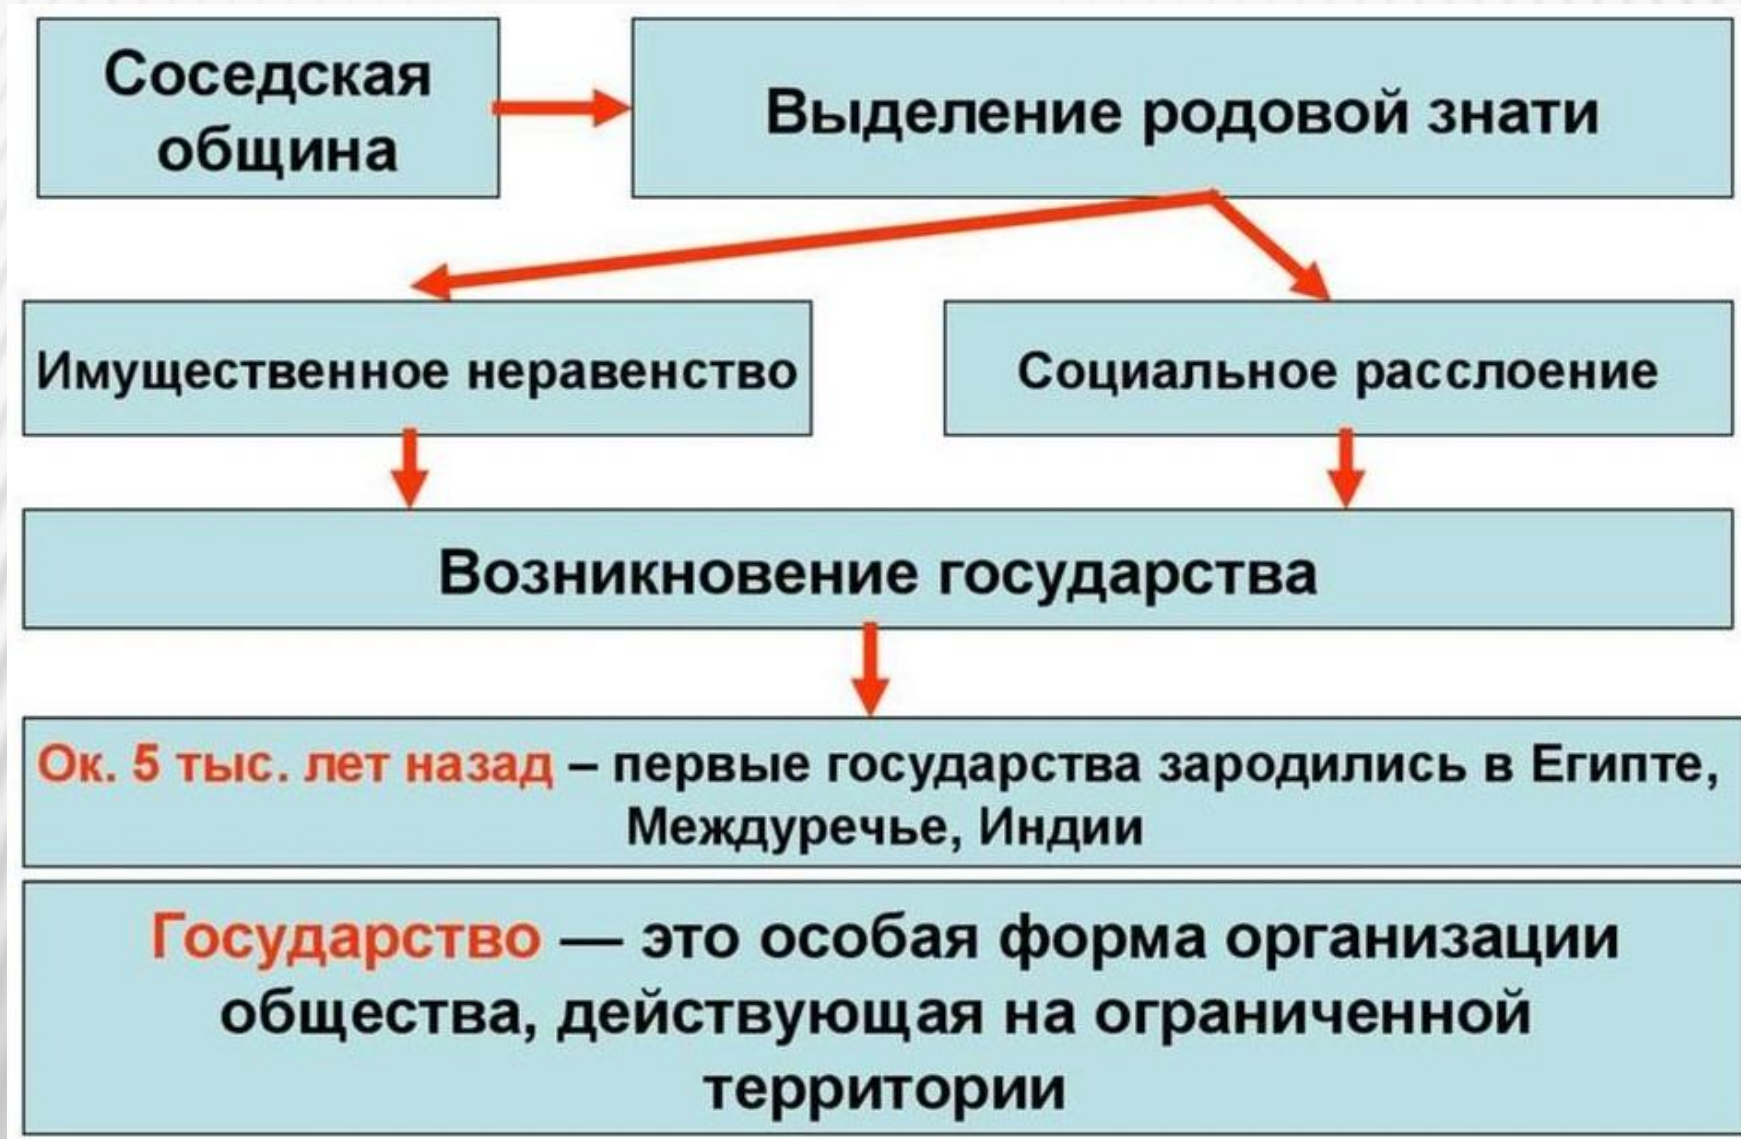 Соседская
община
Выделение родовой знати
Имущественное неравенство
Социальное расслоение
Возникновение государства
Ок. 5 тыс. лет назад – первые государства зародились в Египте,
Междуречье, Индии
Государство — это особая форма организации
общества, действующая на ограниченной
территории